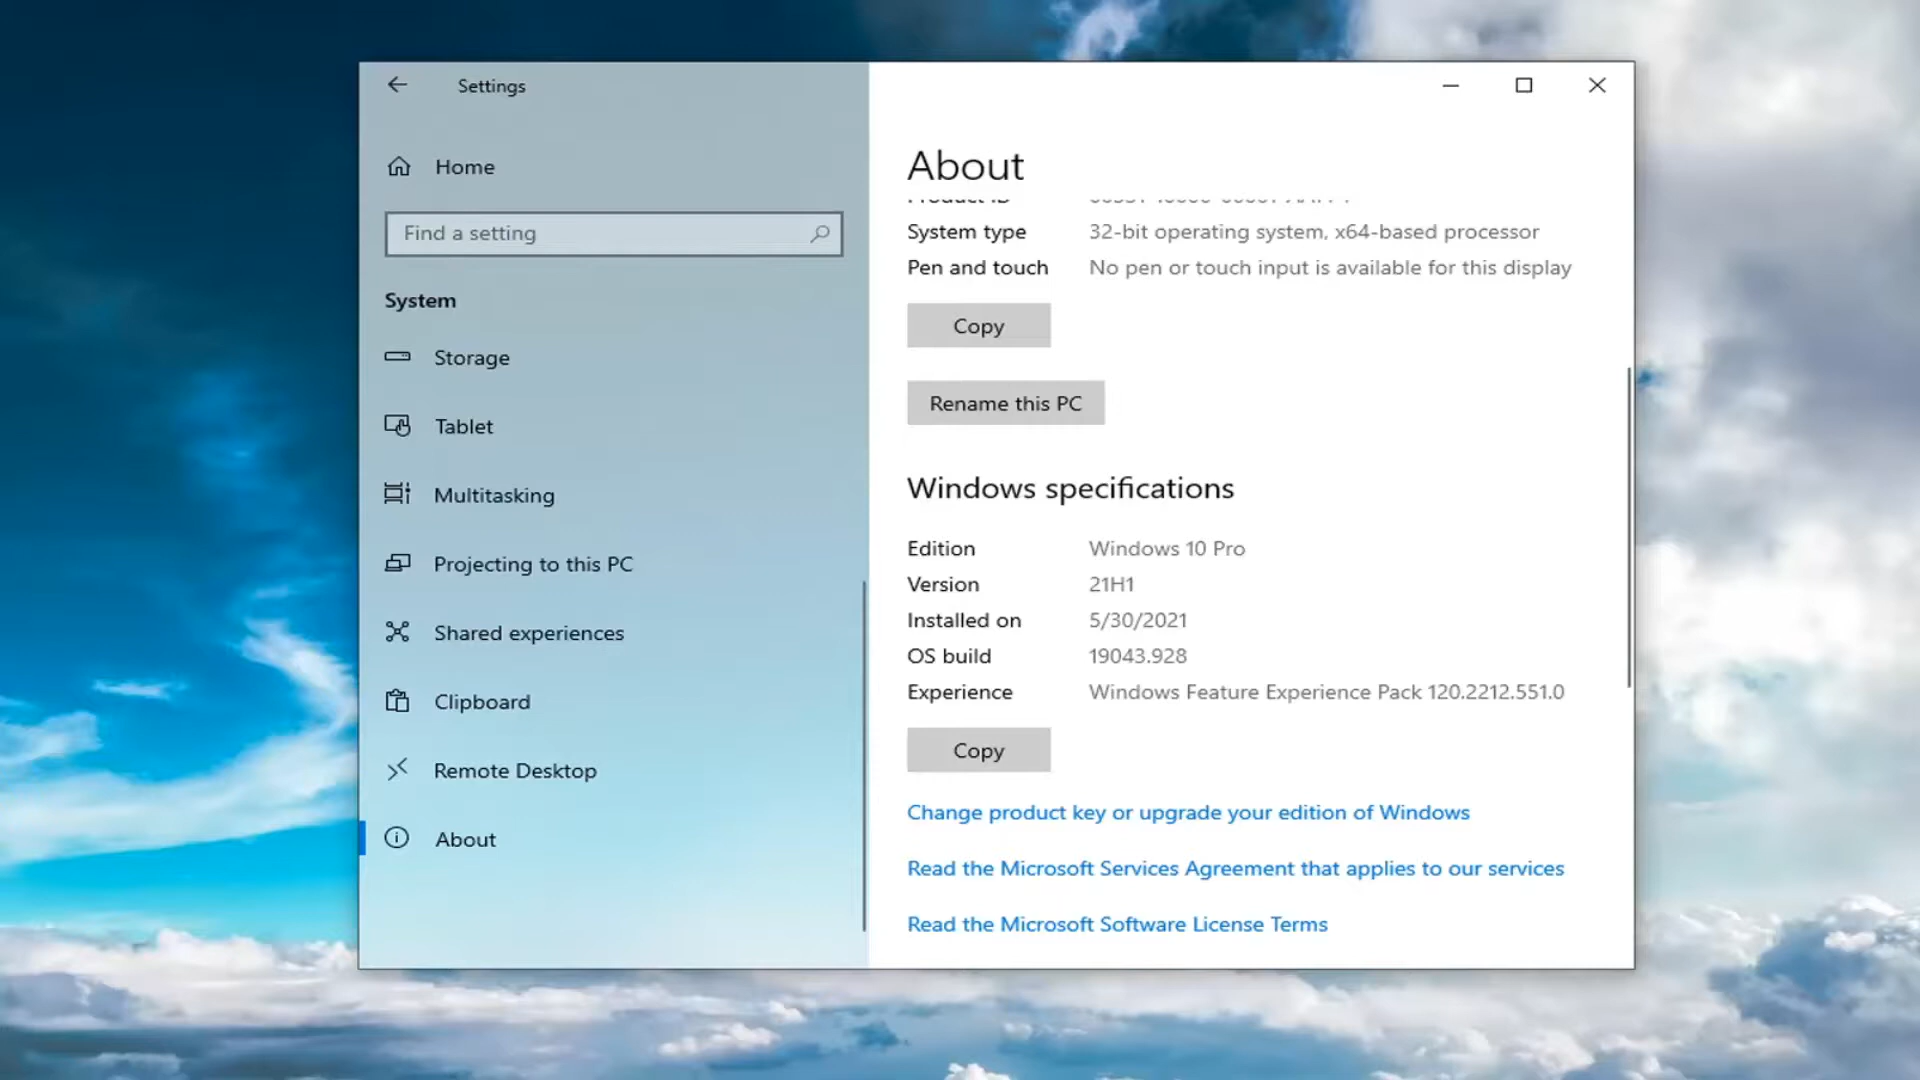 Settings
Home
Find a setting
System
Storage
Tablet
Multitasking
Projecting to this PC
Shared experiences
Clipboard
Remote Desktop
About
About
Product ID
System type 32-bit operating system, x64-based processor
Pen and touch No pen or touch input is available for this display
Copy
Rename this PC
Windows specifications
Edition Windows 10 Pro
Version 21H1
Installed on 5/30/2021
OS build 19043.928
Experience Windows Feature Experience Pack 120.2212.551.0
Copy
Change product key or upgrade your edition of Windows
Read the Microsoft Services Agreement that applies to our services
Read the Microsoft Software License Terms